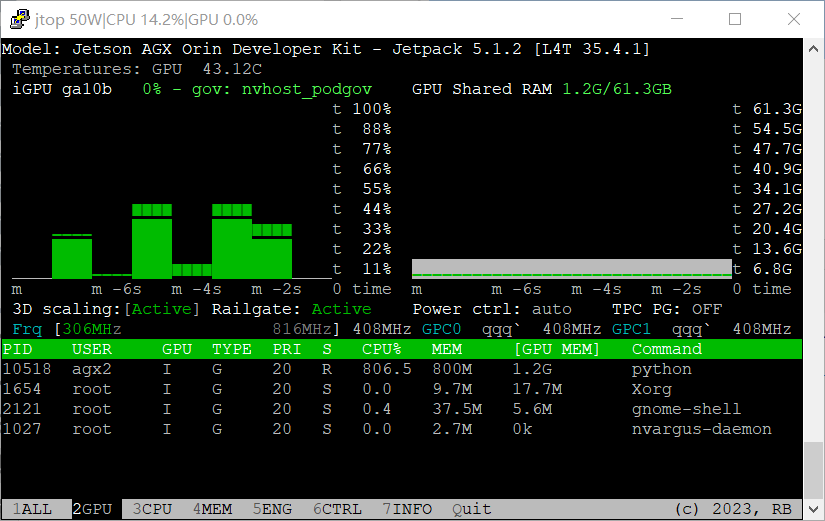 jtop 50W|CPU 14.2%|GPU 0.0%
Model: Jetson AGX Orin Developer Kit - Jetpack 5.1.2 [L4T 35.4.1]
Temperatures: GPU 43.12C
iGPU ga10b 0% - gov: nvhost_podgov GPU Shared RAM 1.2G/61.3GB
t 100% t 61.3G
t 88% t 54.5G
t 77% t 47.7G
t 66% t 40.9G
t 55% t 34.1G
t 44% t 27.2G
t 33% t 20.4G
t 22% t 13.6G
t 11% t 6.8G
m m -6s m -4s m -2s 0 time m m -6s m -4s m -2s 0 time
3D scaling:[Active] Railgate: Active Power ctrl: auto TPC PG: OFF
Frq [306MHz 816MHz] 408MHz GPC0 qqq` 408MHz GPC1 qqq` 408MHz
PID USER GPU TYPE PRI S CPU% MEM [GPU MEM] Command
10518 agx2 I G 20 R 806.5 800M 1.2G python
1654 root I G 20 S 0.0 9.7M 17.7M Xorg
2121 root I G 20 S 0.4 37.5M 5.6M gnome-shell
1027 root I G 20 S 0.0 2.7M 0k nvargus-daemon
1ALL 2GPU 3CPU 4MEM 5ENG 6CTRL 7INFO Quit (c) 2023, RB